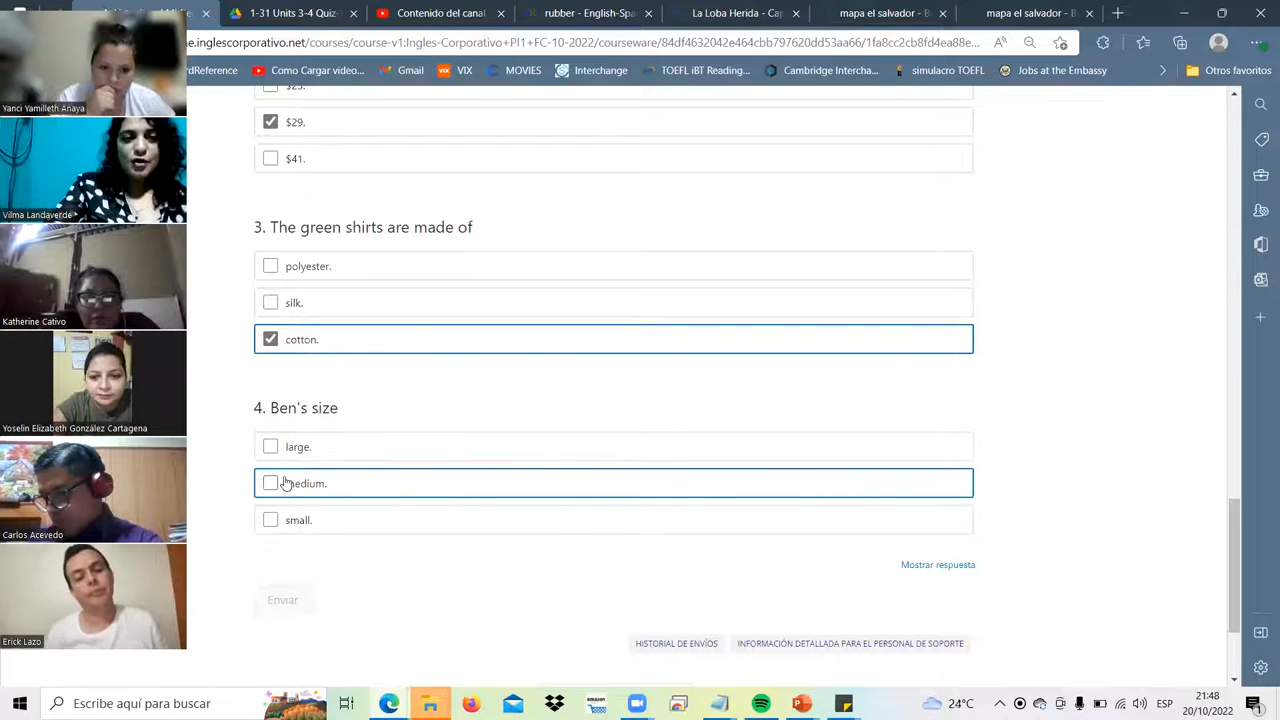 1-31 Units 3-4 Quiz
Contenido del canal
rub
English-Spa
La Loba Herida - Cap
mapa el salvador -
mapa el salvador - B
e.inglescorporativo.net/courses/course-v1:Ingles-Corporativo+PI1+FC-10-2022/courseware/84df4632042e464cbb797620dd53aa66/1fa8cc2cb8fd4ea88e...
rdReference
Como Cargar video...
Gmail
VIX
MOVIES
Interchange
TOEFL IBT Reading...
Cambridge Intercha...
simulacro TOEFL
Jobs at the Embassy
Otros favoritos
Yanci Yamilleth Anaya
Vilma Landaverde
Katherine Cativo
Yoselin Elizabeth González Cartagena
Carlos Acevedo
Erick Lazo
$29.
$41.
3. The green shirts are made of
polyester.
silk.
cotton.
4. Ben's size
large.
medium.
small.
Mostrar respuesta
Enviar
HISTORIAL DE ENVÍOS
INFORMACIÓN DETALLADA PARA EL PERSONAL DE SOPORTE
Escribe aquí para buscar
amazon
24°C
21:48
20/10/2022